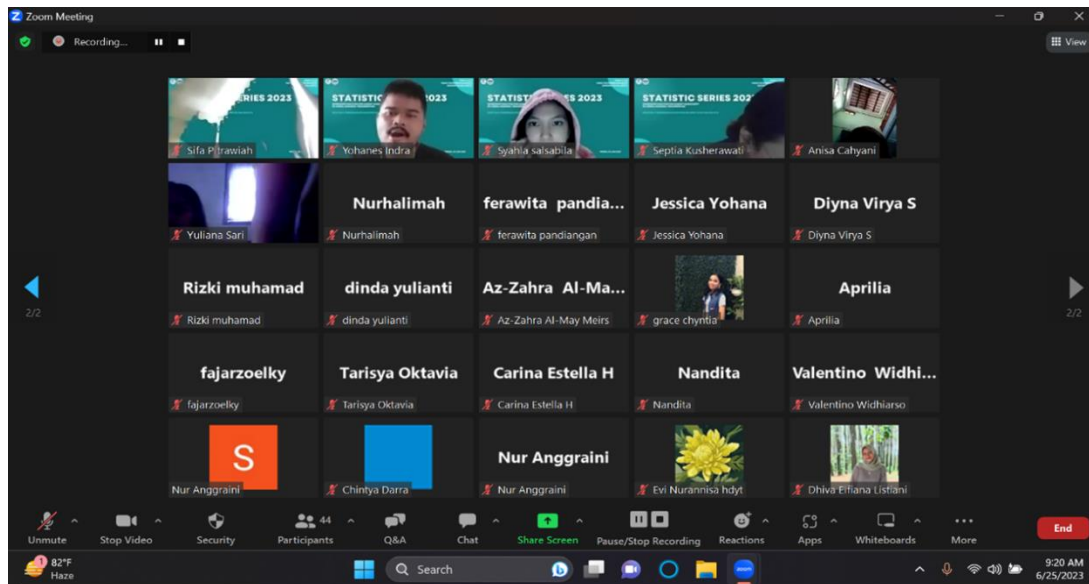 Zoom Meeting
Recording...
View
RIES 2023
STATISTIC
023
STATIST
S 2023
STATISTIC SERIES 202
Sifa Pitrawiah
Yohanes Indra
Syahla salsabila
Septia Kusherawati
Anisa Cahyani
Nurhalimah
ferawita pandia...
Jessica Yohana
Diyna Virya S
Yuliana Sari
Nurhalimah
ferawita pandiangan
Jessica Yohana
Diyna Virya S
Rizki muhamad
dinda yulianti
Az-Zahra Al-Ma...
Aprilia
2/2
2/2
Rizki muhamad
dinda yulianti
Az-Zahra Al-May Meirs
grace chyntia
Aprilia
fajarzoelky
Tarisya Oktavia
Carina Estella H
Nandita
Valentino Widhi...
fajarzoelky
Tarisya Oktavia
Carina Estella H
Nandita
Valentino Widhiarso
S
Nur Anggraini
Nur Anggraini
Chintya Darra
Nur Anggraini
Evi Nurannisa hdyt
Dhiva Elfiana Listiani
44
Unmute
Stop Video
Security
Participants
Q&A
Chat
Share Screen
Pause/Stop Recording
Reactions
Apps
Whiteboards
More
End
1
82°F
Haze
Search
zoom
9:20 AM
6/25/2023